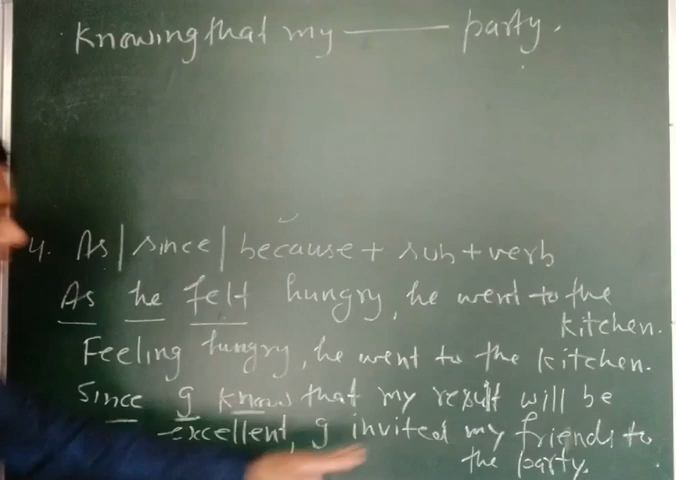 Knowing that my ——— party.
4. As | since | because + sub + verb
As he felt hungry, he went to the
kitchen.
Feeling hungry, he went to the kitchen.
Since I know that my result will be
excellent, I invited my friends to
the party.